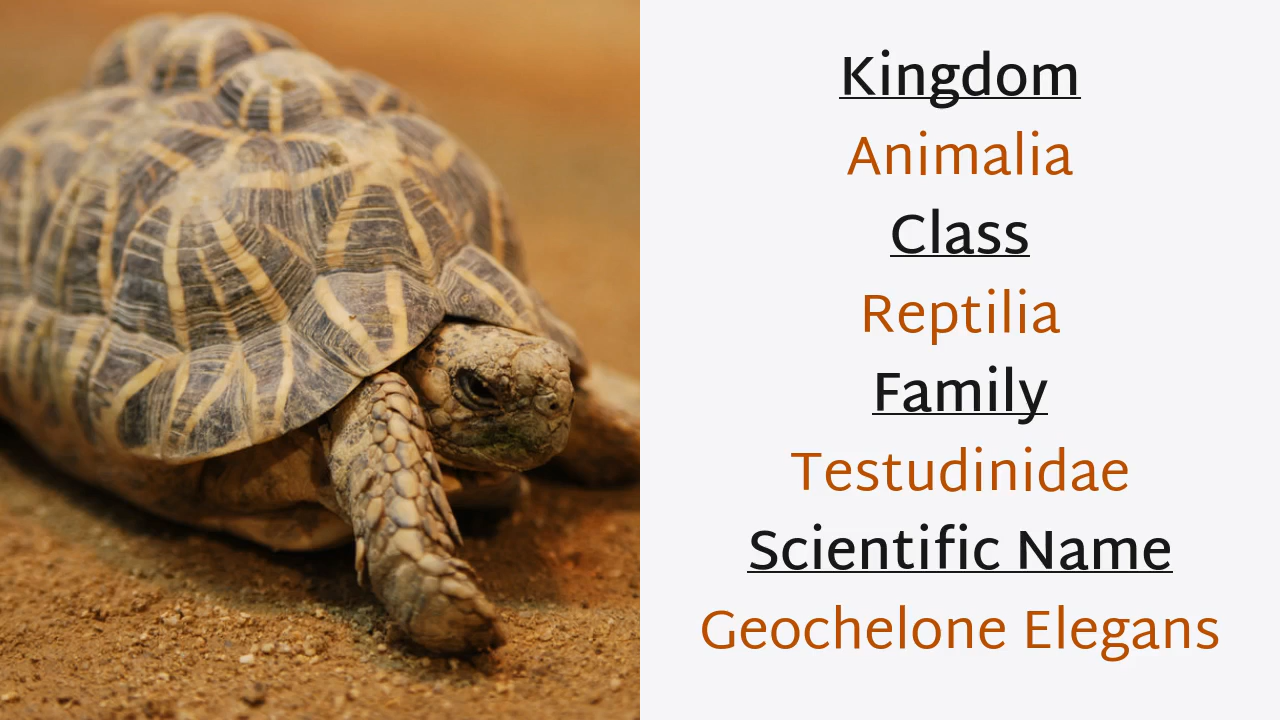 Kingdom
Animalia
Class
Reptilia
Family
Testudinidae
Scientific Name
Geochelone Elegans